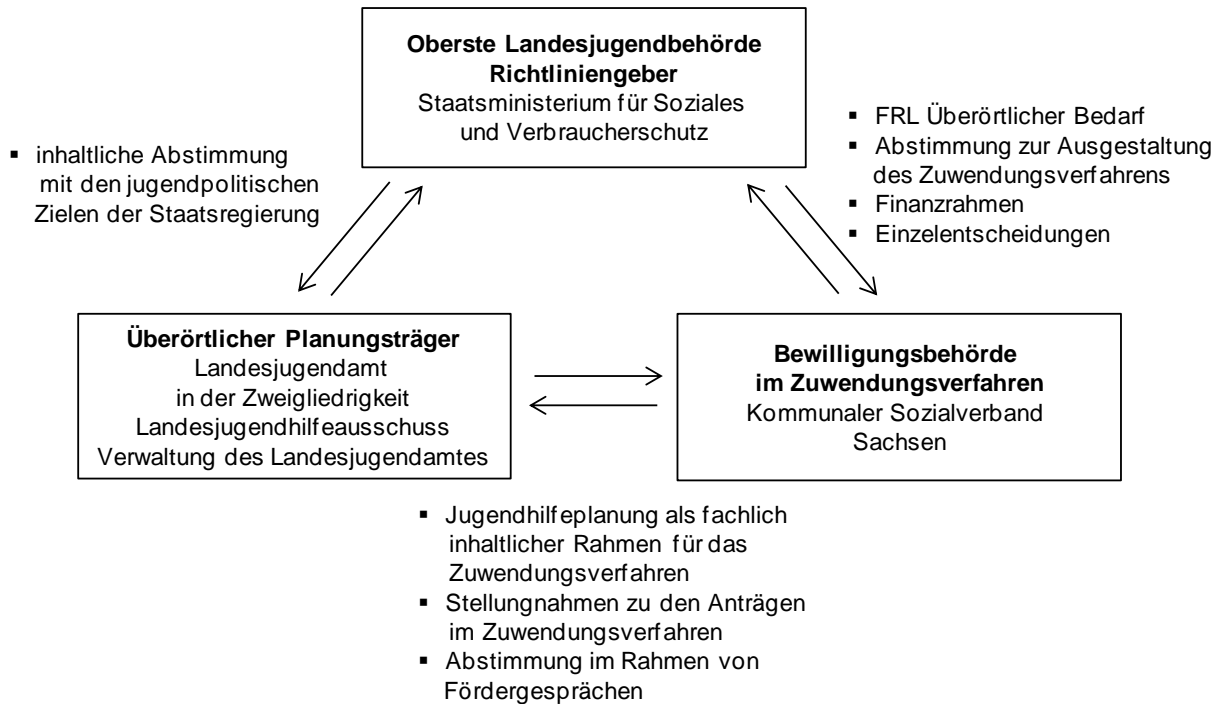 Oberste Landesjugendbehörde
Richtliniengeber
Staatsministerium für Soziales
und Verbraucherschutz
▪ inhaltliche Abstimmung
mit den jugendpolitischen
Zielen der Staatsregierung
▪ FRL Überörtlicher Bedarf
▪ Abstimmung zur Ausgestaltung
des Zuwendungsverfahrens
▪ Finanzrahmen
▪ Einzelentscheidungen
Überörtlicher Planungsträger
Landesjugendamt
in der Zweigliedrigkeit
Landesjugendhilfeausschuss
Verwaltung des Landesjugendamtes
Bewilligungsbehörde
im Zuwendungsverfahren
Kommunaler Sozialverband
Sachsen
▪ Jugendhilfeplanung als fachlich
inhaltlicher Rahmen für das
Zuwendungsverfahren
▪ Stellungnahmen zu den Anträgen
im Zuwendungsverfahren
▪ Abstimmung im Rahmen von
Fördergesprächen